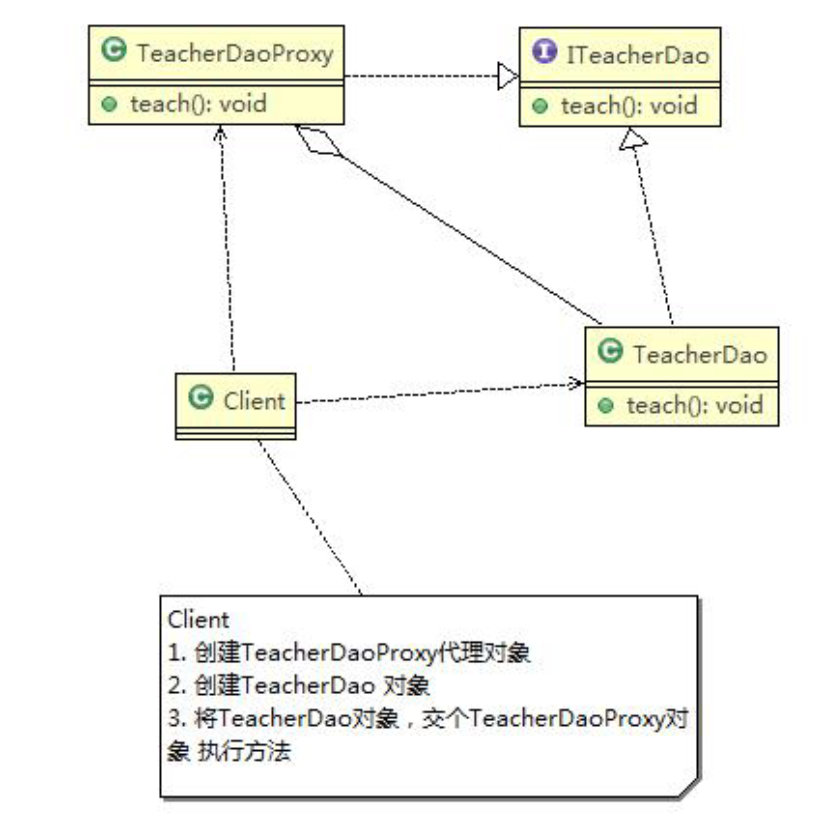 C TeacherDaoProxy
teach(): void
I ITeacherDao
teach(): void
C TeacherDao
teach(): void
C Client
Client
1. 创建TeacherDaoProxy代理对象
2. 创建TeacherDao 对象
3. 将TeacherDao对象，交个TeacherDaoProxy对
象 执行方法